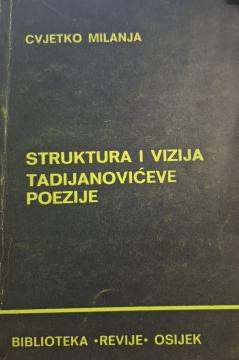 CVJETKO MILANJA
STRUKTURA I VIZIJA
TADIJANOVIĆEVE
POEZIJE
BIBLIOTEKA •REVIJE• OSIJEK